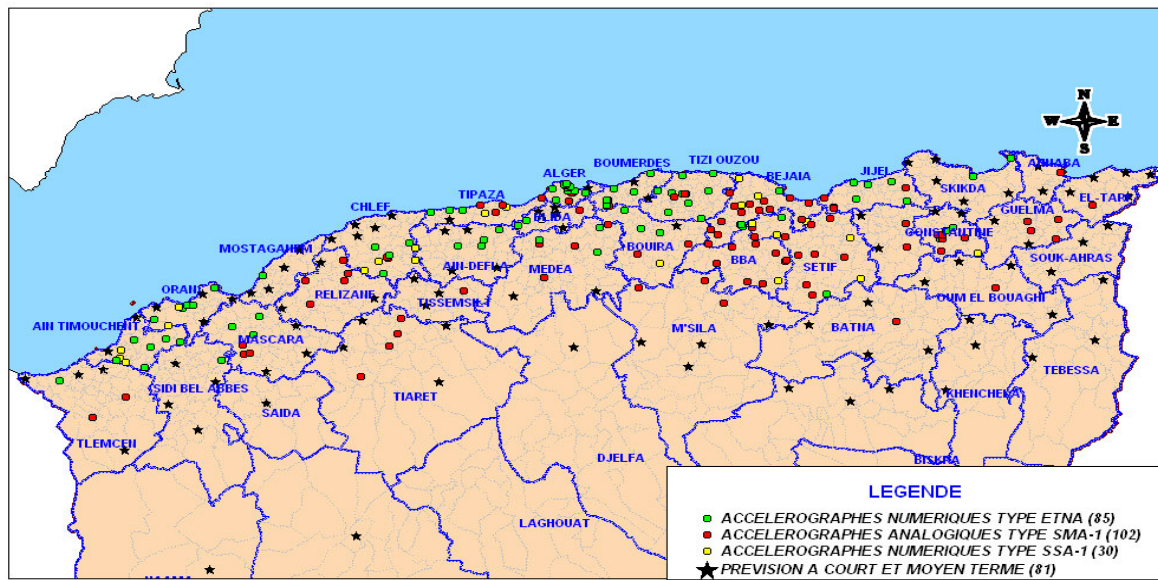 N
W E
S
BOUMERDES
TIZI OUZOU
ALGER
BEJAIA
JIJEL
SKIKDA
ANNABA
EL TARF
TIPAZA
GUELMA
CHLEF
BLIDA
CONSTANTINE
MOSTAGANEM
BOUIRA
AIN-DEFLA
MEDEA
BBA
SETIF
SOUK-AHRAS
ORAN
RELIZANE
TISSEMSILT
OUM EL BOUAGHI
AIN TIMOUCHENT
MASCARA
M'SILA
BATNA
TEBESSA
SIDI BEL ABBES
SAIDA
TIARET
KHENCHELA
TLEMCEN
DJELFA
BISKRA
LAGHOUAT
LEGENDE
ACCELEROGRAPHES NUMERIQUES TYPE ETNA (85)
ACCELEROGRAPHES ANALOGIQUES TYPE SMA-1 (102)
ACCELEROGRAPHES NUMERIQUES TYPE SSA-1 (30)
PREVISION A COURT ET MOYEN TERME (81)